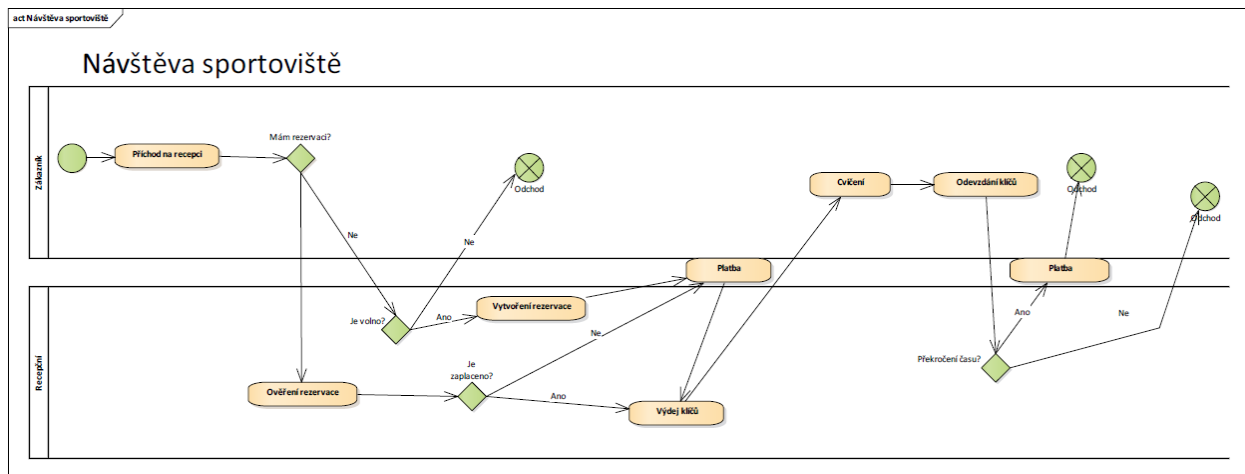 act Návštěva sportoviště
Návštěva sportoviště
Zákazník
Příchod na recepci
Mám rezervaci?
Ne
Ne
Odchod
Cvičení
Odevzdání klíčů
Odchod
Odchod
Platba
Platba
Recepční
Je volno?
Ano
Vytvoření rezervace
Ne
Ano
Ne
Překročení času?
Je
zaplaceno?
Ověření rezervace
Ano
Výdej klíčů